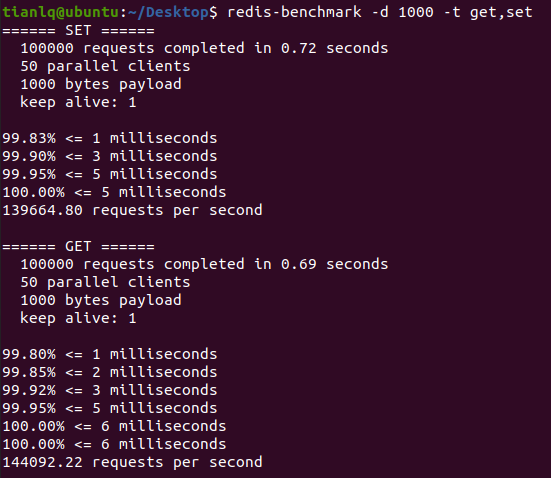 tianlq@ubuntu:~/Desktop$ redis-benchmark -d 1000 -t get,set
====== SET ======
  100000 requests completed in 0.72 seconds
  50 parallel clients
  1000 bytes payload
  keep alive: 1

99.83% <= 1 milliseconds
99.90% <= 3 milliseconds
99.95% <= 5 milliseconds
100.00% <= 5 milliseconds
139664.80 requests per second

====== GET ======
  100000 requests completed in 0.69 seconds
  50 parallel clients
  1000 bytes payload
  keep alive: 1

99.80% <= 1 milliseconds
99.85% <= 2 milliseconds
99.92% <= 3 milliseconds
99.95% <= 5 milliseconds
100.00% <= 6 milliseconds
100.00% <= 6 milliseconds
144092.22 requests per second